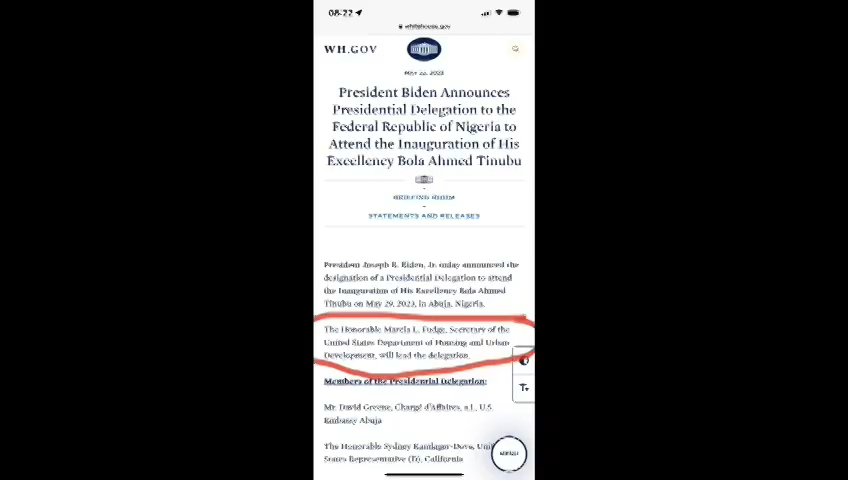 08:22
whitehouse.gov
WH.GOV
May 22, 2023
President Biden Announces
Presidential Delegation to the
Federal Republic of Nigeria to
Attend the Inauguration of His
Excellency Bola Ahmed Tinubu
BRIEFING ROOM
STATEMENTS AND RELEASES
President Joseph R. Biden, Jr. today announced the
designation of a Presidential Delegation to attend
the Inauguration of His Excellency Bola Ahmed
Tinubu on May 29, 2023, in Abuja, Nigeria.
The Honorable Marcia L. Fudge, Secretary of the
United States Department of Housing and Urban
Development, will lead the delegation.
Members of the Presidential Delegation:
Mr. David Greene, Chargé d'Affaires, a.i., U.S.
Embassy Abuja
The Honorable Sydney Kamlager-Dove, Unit
States Representative (D), California
TT